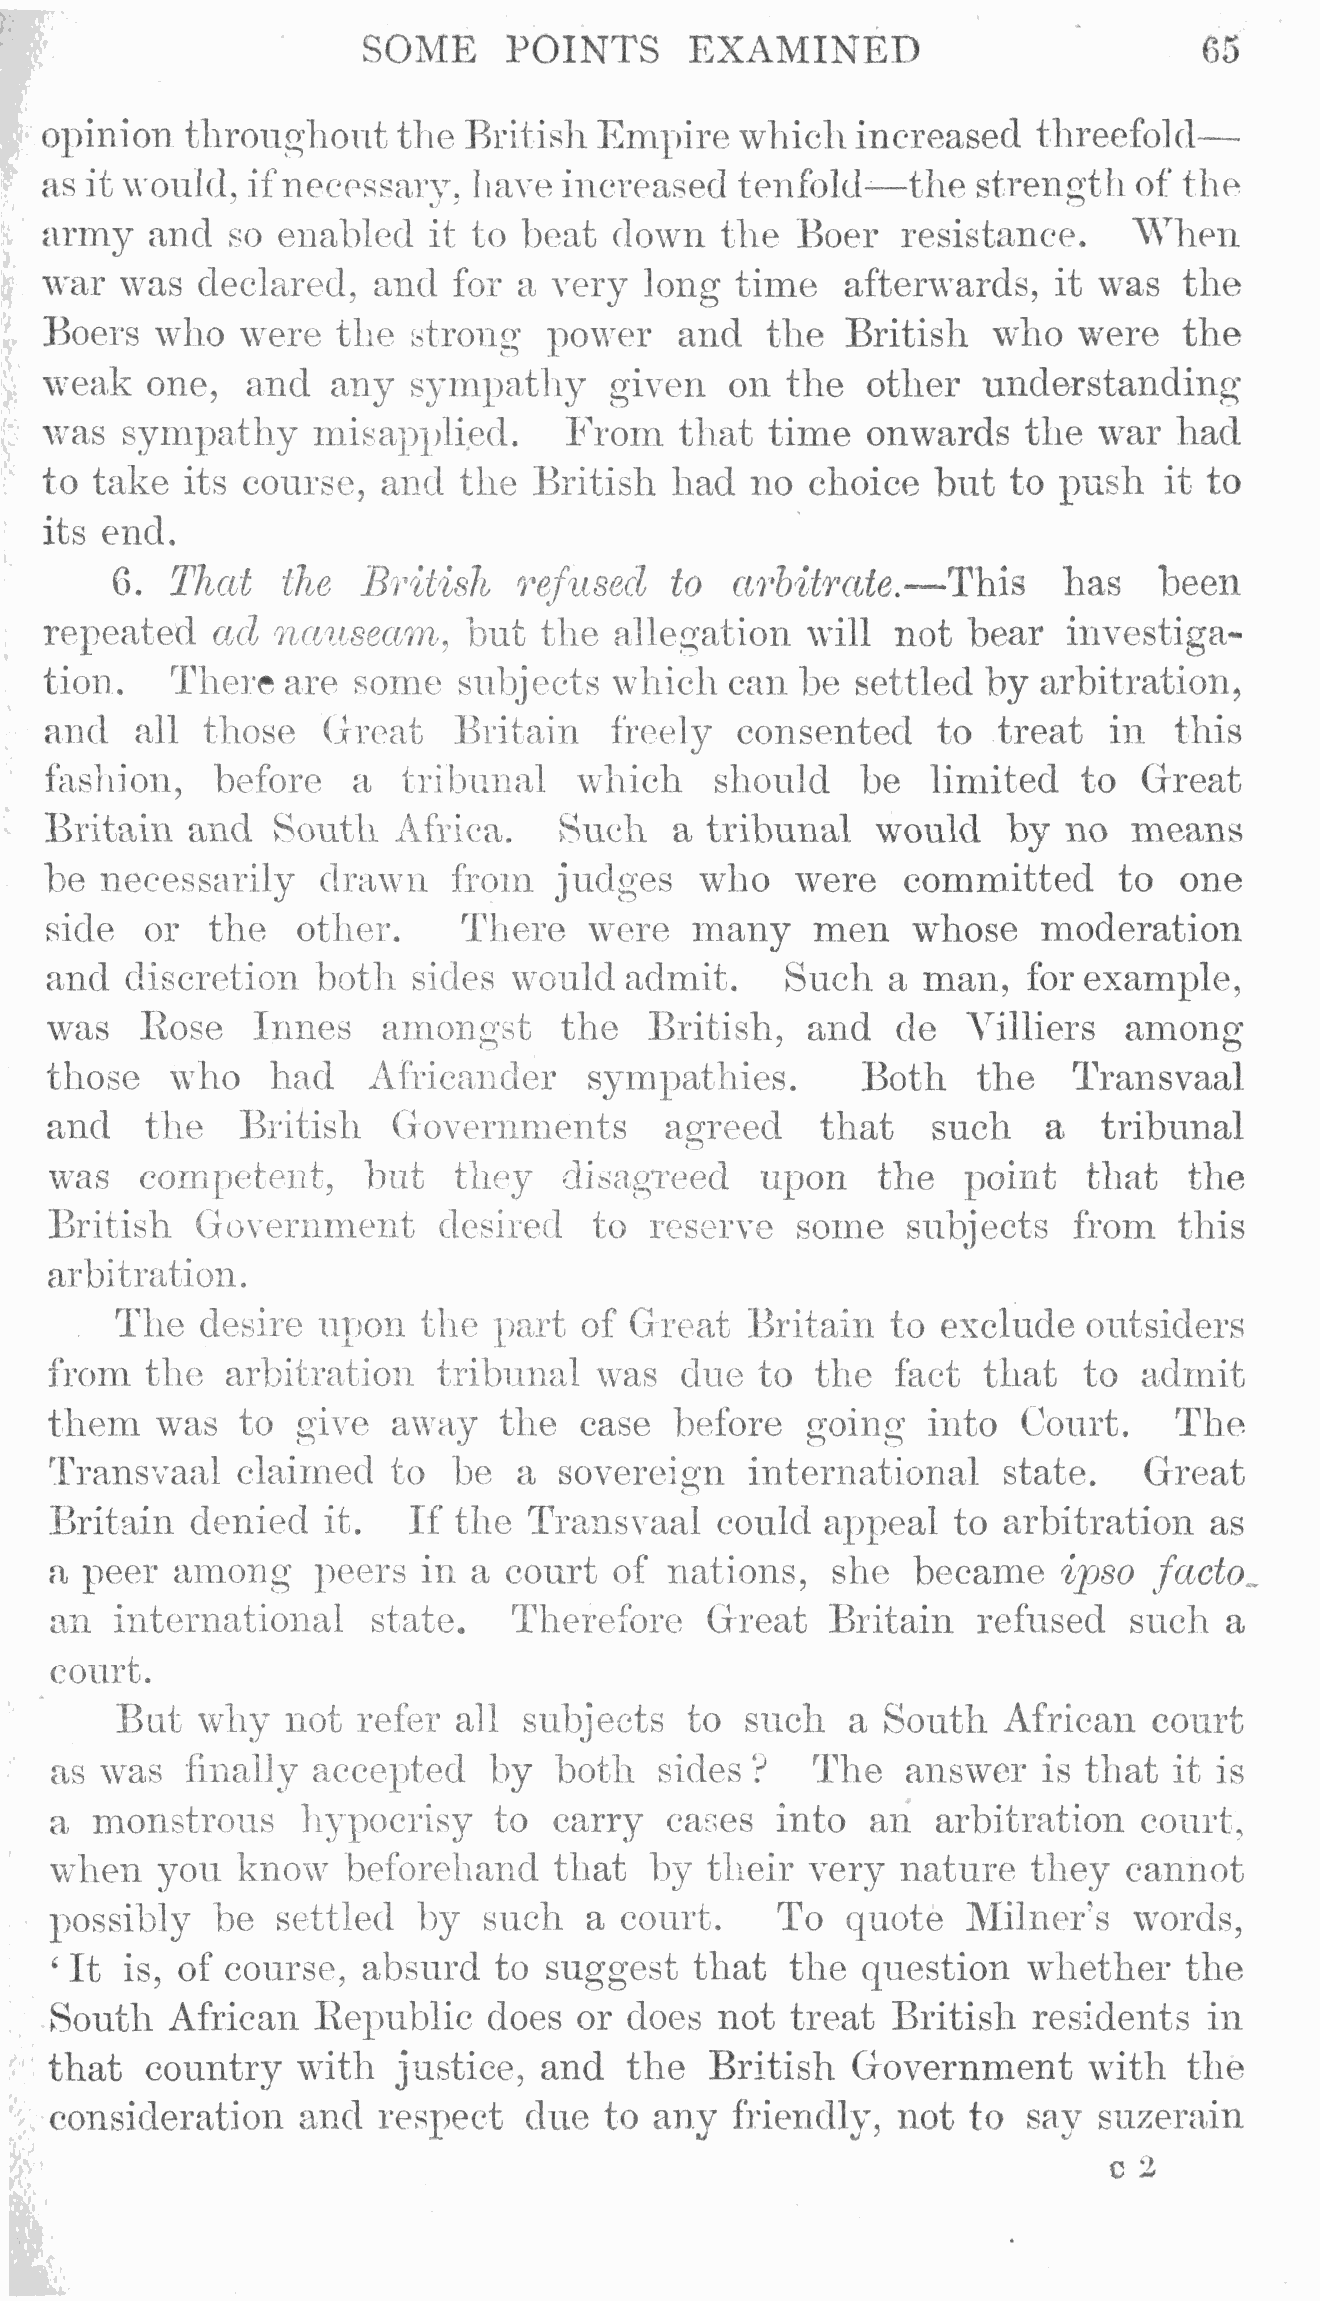 SOME POINTS EXAMINED 65
opinion throughout the British Empire which increased threefold—
as it would, if necessary, have increased tenfold—the strength of the
army and so enabled it to beat down the Boer resistance. When
war was declared, and for a very long time afterwards, it was the
Boers who were the strong power and the British who were the
weak one, and any sympathy given on the other understanding
was sympathy misapplied. From that time onwards the war had
to take its course, and the British had no choice but to push it to
its end.
6. That the British refused to arbitrate.—This has been
repeated ad nauseam, but the allegation will not bear investiga-
tion. There are some subjects which can be settled by arbitration,
and all those Great Britain freely consented to treat in this
fashion, before a tribunal which should be limited to Great
Britain and South Africa. Such a tribunal would by no means
be necessarily drawn from judges who were committed to one
side or the other. There were many men whose moderation
and discretion both sides would admit. Such a man, for example,
was Rose Innes amongst the British, and de Villiers among
those who had Africander sympathies. Both the Transvaal
and the British Governments agreed that such a tribunal
was competent, but they disagreed upon the point that the
British Government desired to reserve some subjects from this
arbitration.
The desire upon the part of Great Britain to exclude outsiders
from the arbitration tribunal was due to the fact that to admit
them was to give away the case before going into Court. The
Transvaal claimed to be a sovereign international state. Great
Britain denied it. If the Transvaal could appeal to arbitration as
a peer among peers in a court of nations, she became ipso facto
an international state. Therefore Great Britain refused such a
court.
But why not refer all subjects to such a South African court
as was finally accepted by both sides? The answer is that it is
a monstrous hypocrisy to carry cases into an arbitration court,
when you know beforehand that by their very nature they cannot
possibly be settled by such a court. To quote Milner's words,
‘It is, of course, absurd to suggest that the question whether the
South African Republic does or does not treat British residents in
that country with justice, and the British Government with the
consideration and respect due to any friendly, not to say suzerain
C 2